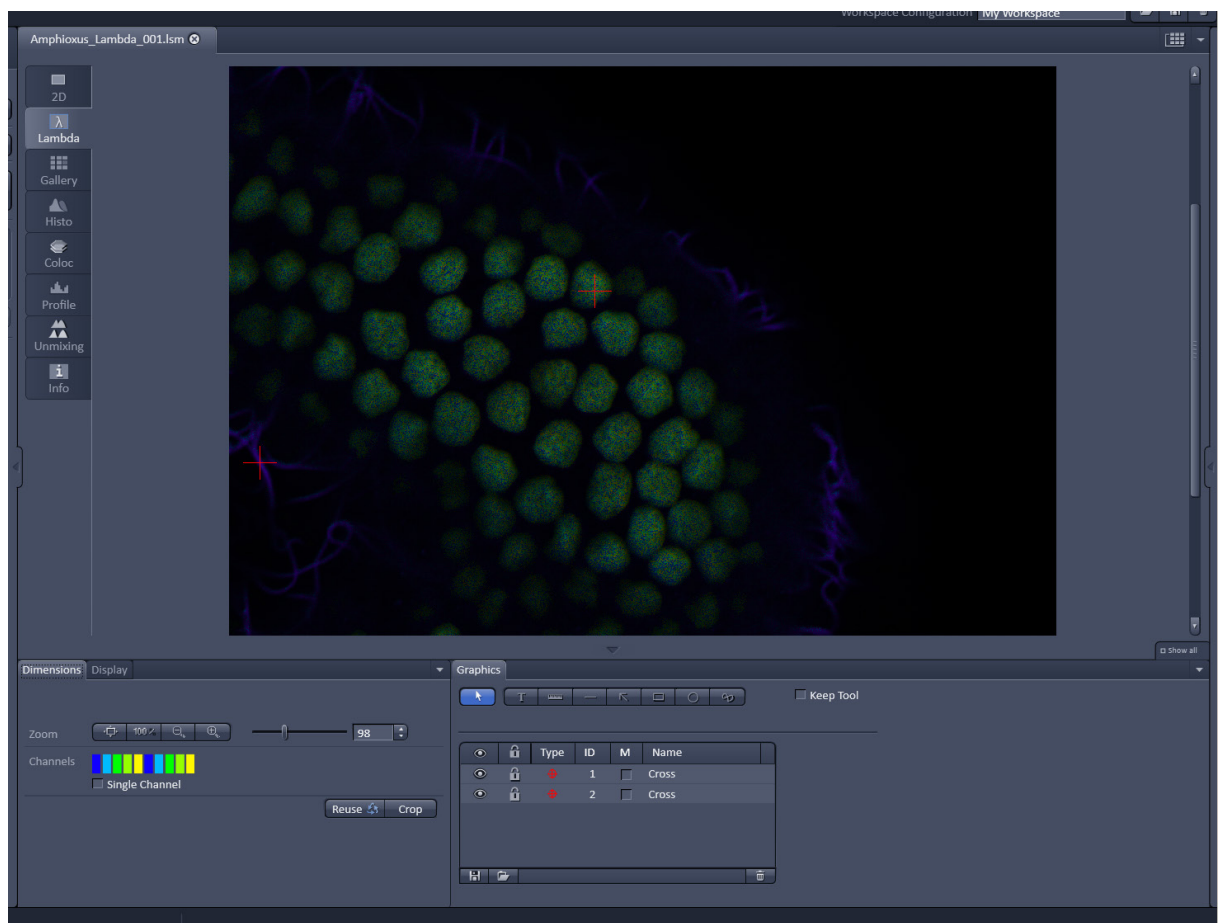 Workspace Configuration My Workspace
Amphioxus_Lambda_001.lsm
2D
λ
Lambda
Gallery
Histo
Coloc
Profile
Unmixing
i
Info
Show all
Dimensions Display
Graphics
T
Keep Tool
Zoom 100% 98
Channels
Single Channel
Reuse Crop
Type ID M Name
1 Cross
2 Cross